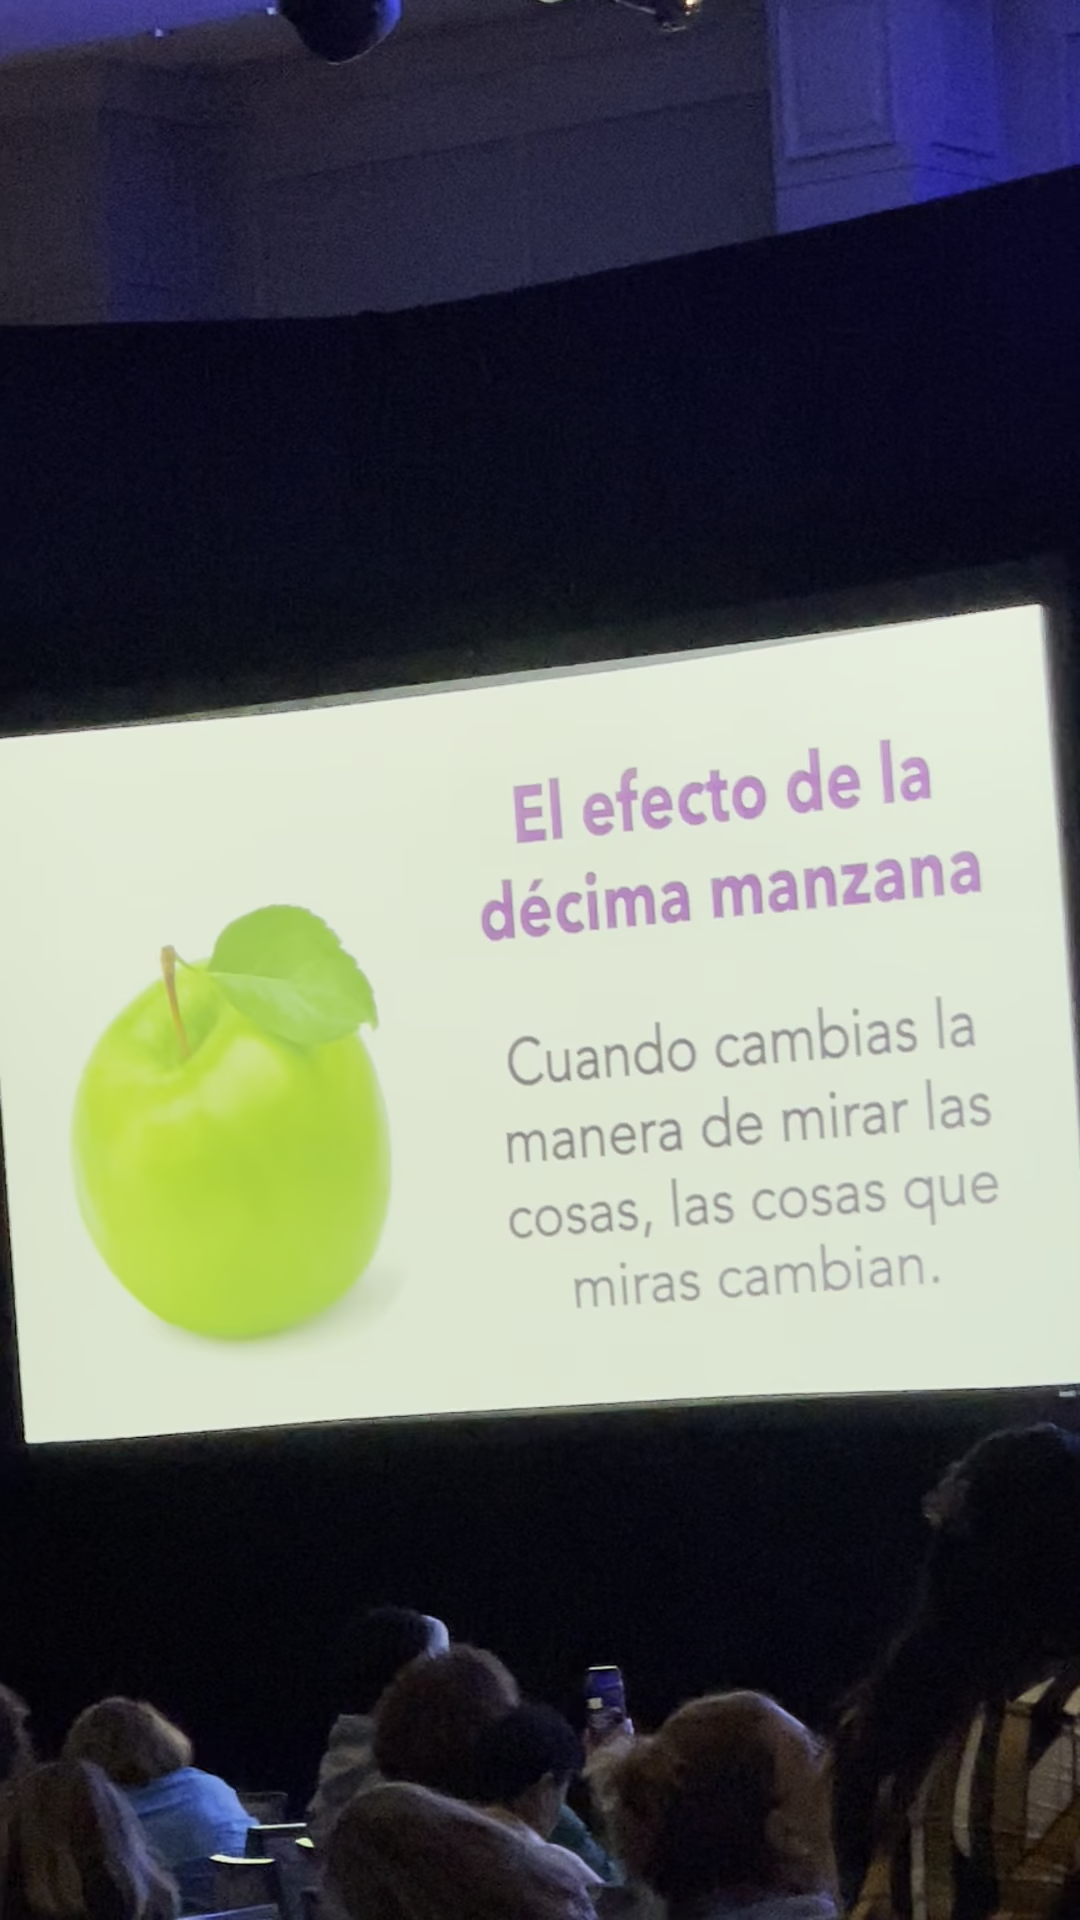 El efecto de la
décima manzana
Cuando cambias la
manera de mirar las
cosas, las cosas que
miras cambian.